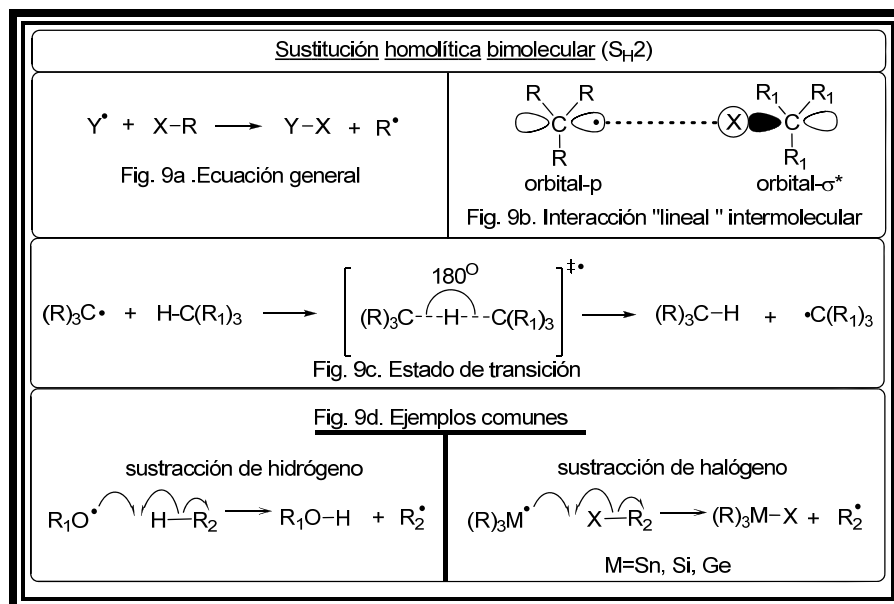 Sustitución homolítica bimolecular (SH2)
Y• + X–R ⟶ Y–X + R•
Fig. 9a .Ecuación general
R R R1 R1
C X C
R R1
orbital-p orbital-σ*
Fig. 9b. Interacción "lineal " intermolecular
180O ‡•
(R)3C• + H-C(R1)3 ⟶ [(R)3C---H---C(R1)3] ⟶ (R)3C–H + •C(R1)3
Fig. 9c. Estado de transición
Fig. 9d. Ejemplos comunes
sustracción de hidrógeno
R1O• H–R2 ⟶ R1O–H + R2•
sustracción de halógeno
(R)3M• X–R2 ⟶ (R)3M–X + R2•
M=Sn, Si, Ge